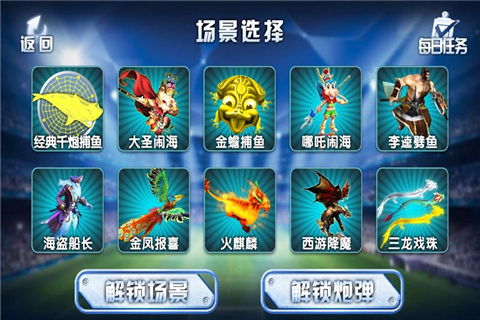 返回
场景选择
每日任务
经典千炮捕鱼
大圣闹海
金蟾捕鱼
哪吒闹海
李逵劈鱼
海盗船长
金凤报喜
火麒麟
西游降魔
三龙戏珠
解锁场景
解锁炮弹